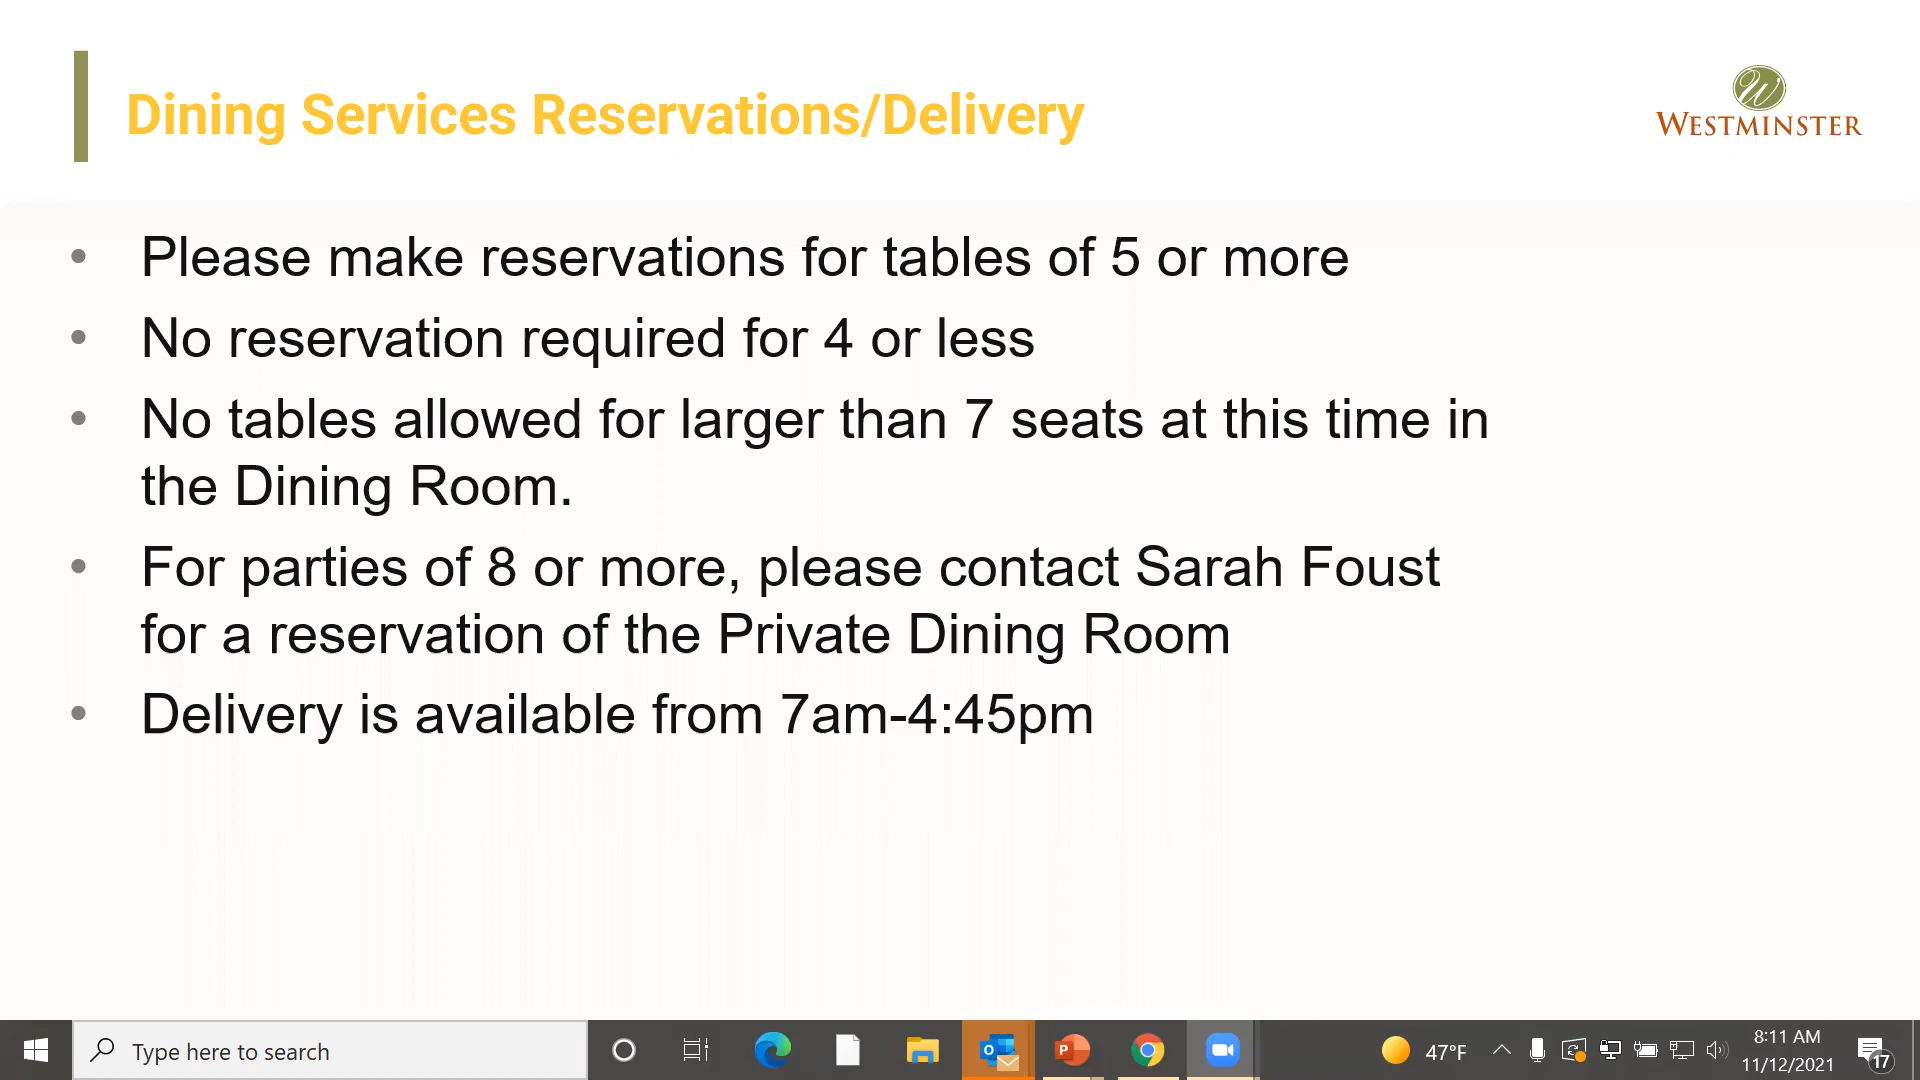 Dining Services Reservations/Delivery
WESTMINSTER
• Please make reservations for tables of 5 or more
• No reservation required for 4 or less
• No tables allowed for larger than 7 seats at this time in
the Dining Room.
• For parties of 8 or more, please contact Sarah Foust
for a reservation of the Private Dining Room
• Delivery is available from 7am-4:45pm
Type here to search
47°F
8:11 AM
11/12/2021
17